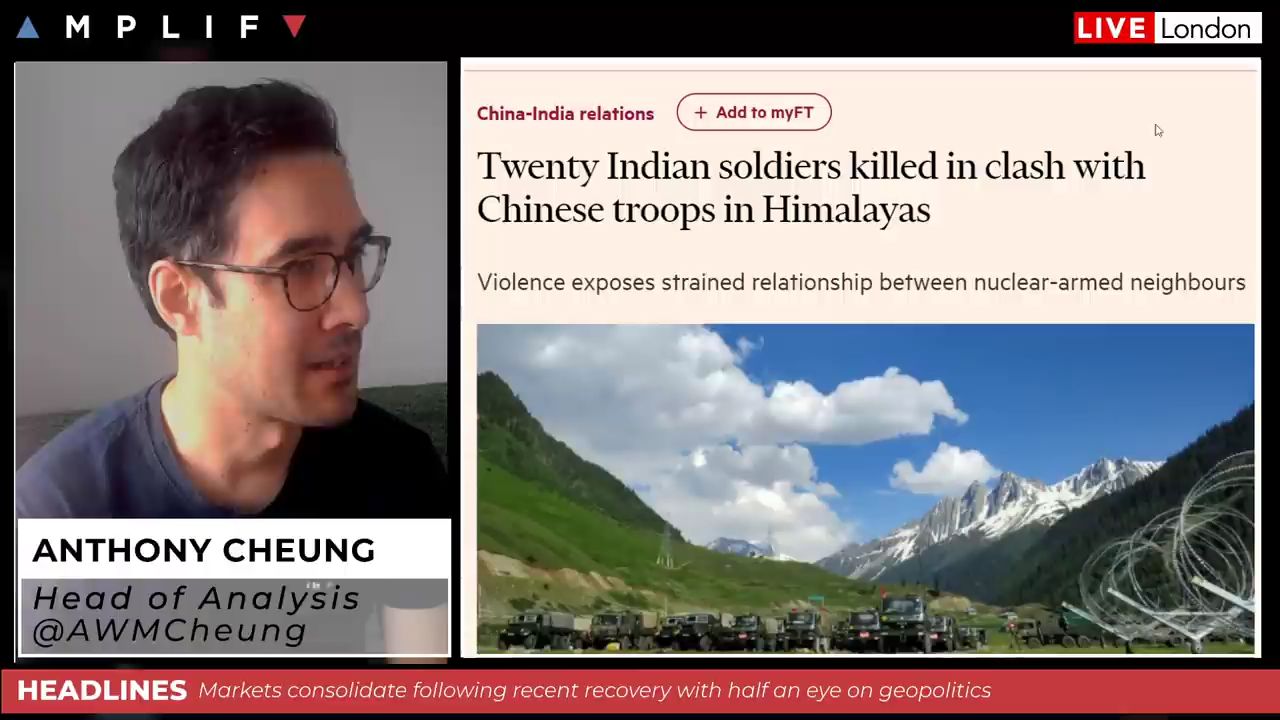 AMPLIFY
LIVE London
China-India relations
+ Add to myFT
Twenty Indian soldiers killed in clash with
Chinese troops in Himalayas
Violence exposes strained relationship between nuclear-armed neighbours
ANTHONY CHEUNG
Head of Analysis
@AWMCheung
HEADLINES Markets consolidate following recent recovery with half an eye on geopolitics